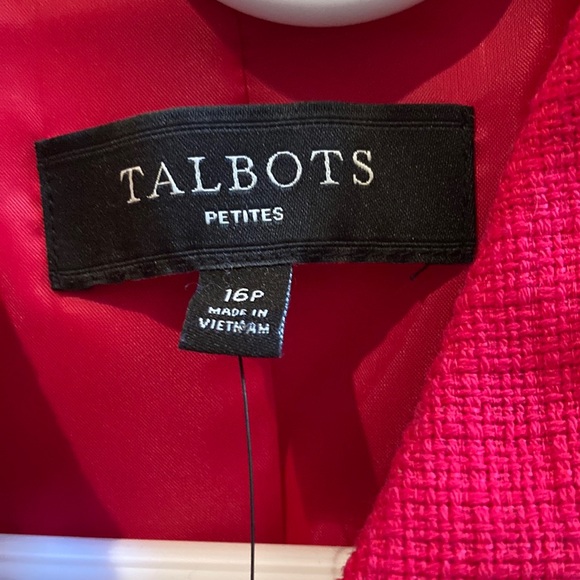 TALBOTS
PETITES
16P
MADE IN
VIETNAM